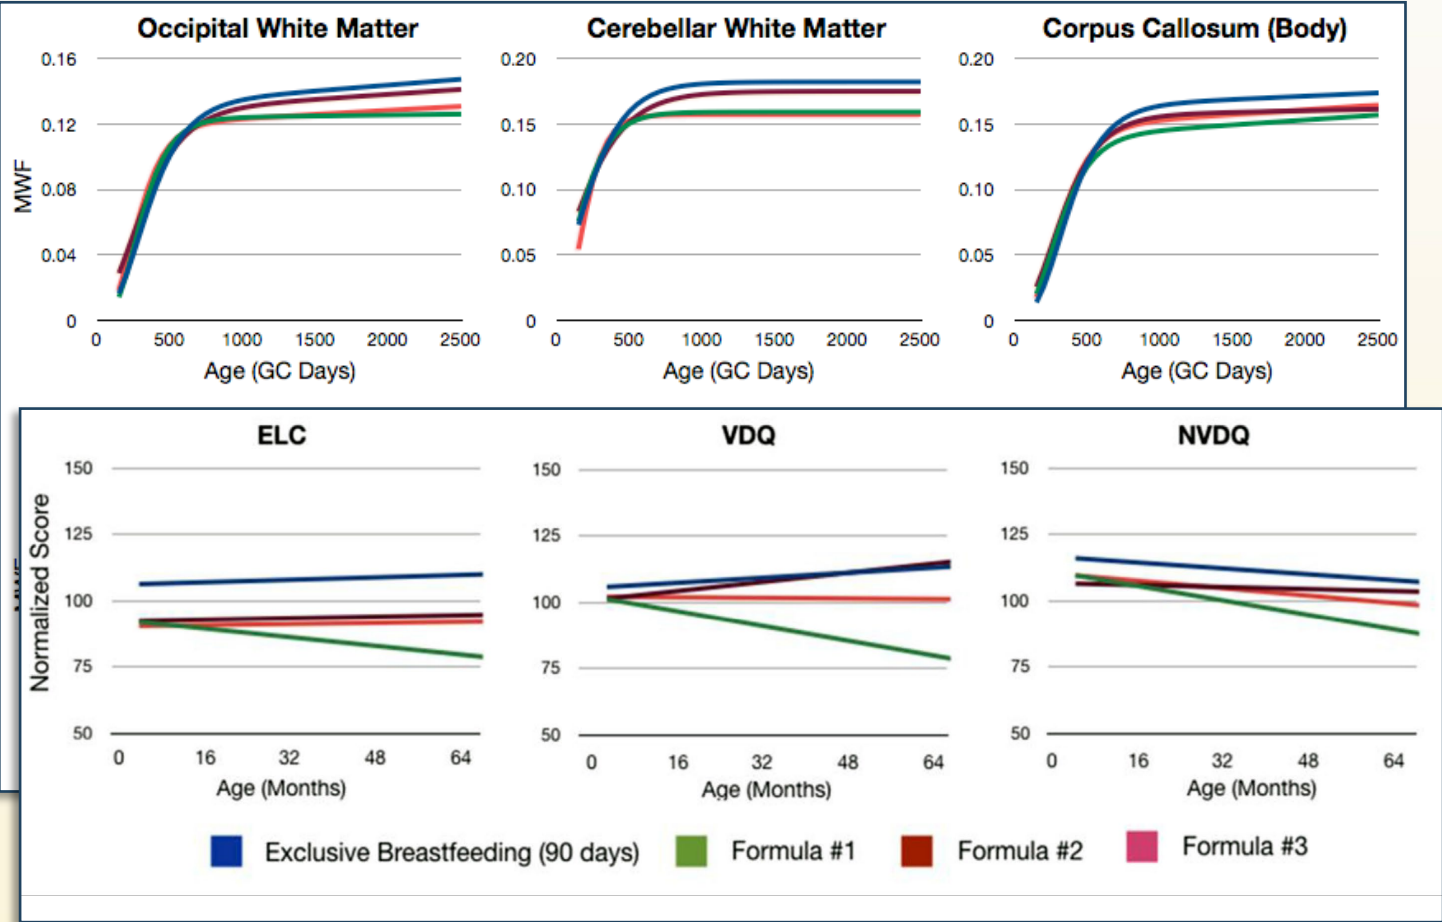 Occipital White Matter
Cerebellar White Matter
Corpus Callosum (Body)
0.16
0.12
0.08
0.04
0
MWF
0 500 1000 1500 2000 2500
Age (GC Days)
0.20
0.15
0.10
0.05
0
0 500 1000 1500 2000 2500
Age (GC Days)
0.20
0.15
0.10
0.05
0
0 500 1000 1500 2000 2500
Age (GC Days)
ELC
VDQ
NVDQ
150
125
100
75
50
Normalized Score
0 16 32 48 64
Age (Months)
150
125
100
75
50
0 16 32 48 64
Age (Months)
150
125
100
75
50
0 16 32 48 64
Age (Months)
Exclusive Breastfeeding (90 days)
Formula #1
Formula #2
Formula #3